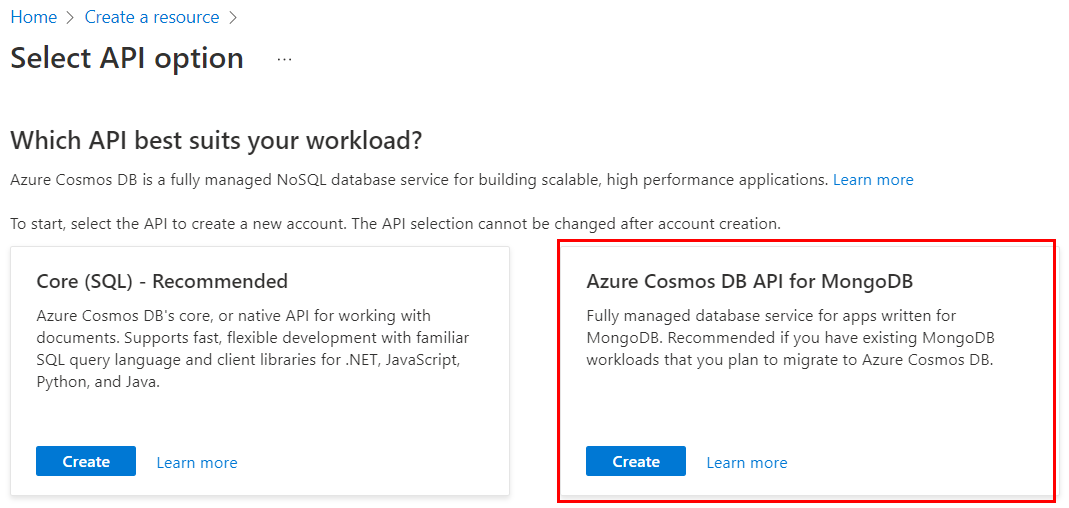 Home > Create a resource >
Select API option ...
Which API best suits your workload?
Azure Cosmos DB is a fully managed NoSQL database service for building scalable, high performance applications. Learn more
To start, select the API to create a new account. The API selection cannot be changed after account creation.
Core (SQL) - Recommended
Azure Cosmos DB's core, or native API for working with
documents. Supports fast, flexible development with familiar
SQL query language and client libraries for .NET, JavaScript,
Python, and Java.
Create Learn more
Azure Cosmos DB API for MongoDB
Fully managed database service for apps written for
MongoDB. Recommended if you have existing MongoDB
workloads that you plan to migrate to Azure Cosmos DB.
Create Learn more